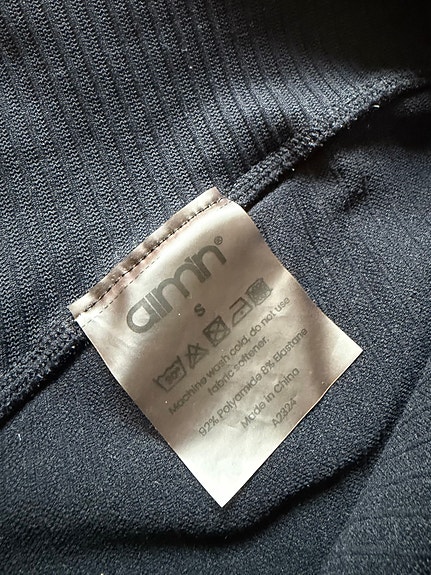 aim'n®
S
Machine wash cold, do not use
fabric softener.
92% Polyamide 8% Elastane
Made in China
A2324